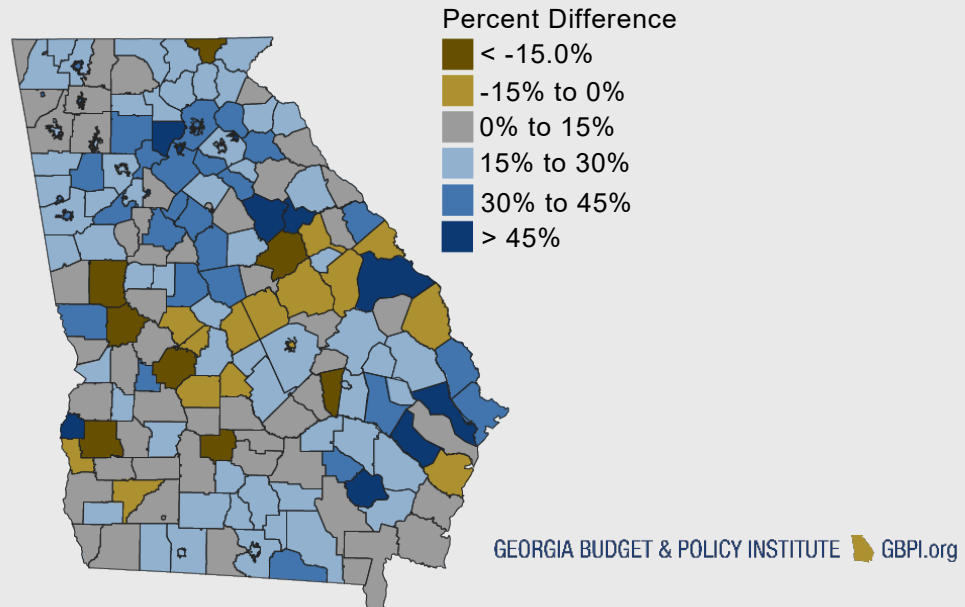 Percent Difference
< -15.0%
-15% to 0%
0% to 15%
15% to 30%
30% to 45%
> 45%
GEORGIA BUDGET & POLICY INSTITUTE GBPI.org